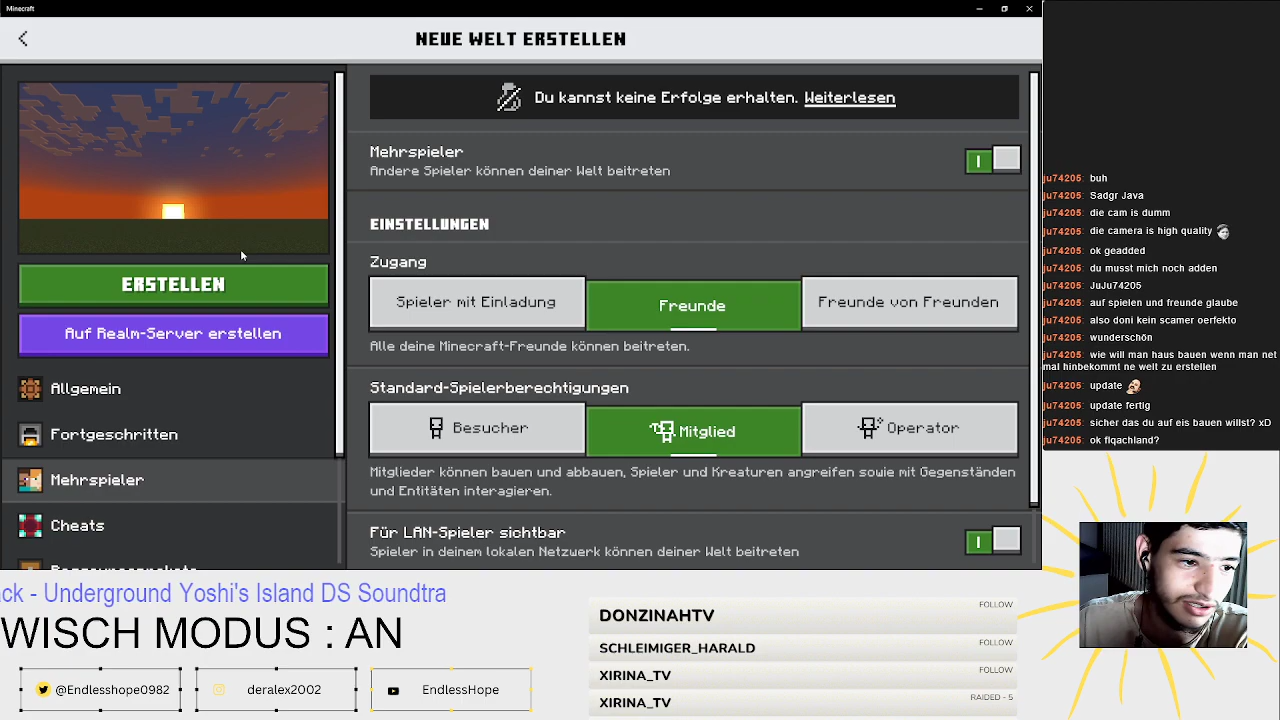 Minecraft
NEUE WELT ERSTELLEN
Du kannst keine Erfolge erhalten. Weiterlesen
Mehrspieler
Andere Spieler können deiner Welt beitreten
EINSTELLUNGEN
Zugang
Spieler mit Einladung
Freunde
Freunde von Freunden
Alle deine Minecraft-Freunde können beitreten.
Standard-Spielerberechtigungen
Besucher
Mitglied
Operator
Mitglieder können bauen und abbauen, Spieler und Kreaturen angreifen sowie mit Gegenständen
und Entitäten interagieren.
Für LAN-Spieler sichtbar
Spieler in deinem lokalen Netzwerk können deiner Welt beitreten
ERSTELLEN
Auf Realm-Server erstellen
Allgemein
Fortgeschritten
Mehrspieler
Cheats
ju74205: buh
ju74205: Sadgr Java
ju74205: die cam is dumm
ju74205: die camera is high quality
ju74205: ok geadded
ju74205: du musst mich noch adden
ju74205: JuJu74205
ju74205: auf spielen und freunde glaube
ju74205: also doni kein scamer oerfekto
ju74205: wunderschön
ju74205: wie will man haus bauen wenn man net
mal hinbekommt ne welt zu erstellen
ju74205: update
ju74205: update fertig
ju74205: sicher das du auf eis bauen willst? xD
ju74205: ok flqachland?
ack - Underground Yoshi's Island DS Soundtra
WISCH MODUS : AN
@Endlesshope0982
deralex2002
EndlessHope
DONZINAHTV FOLLOW
SCHLEIMIGER_HARALD FOLLOW
XIRINA_TV FOLLOW
XIRINA_TV RAIDED - 5